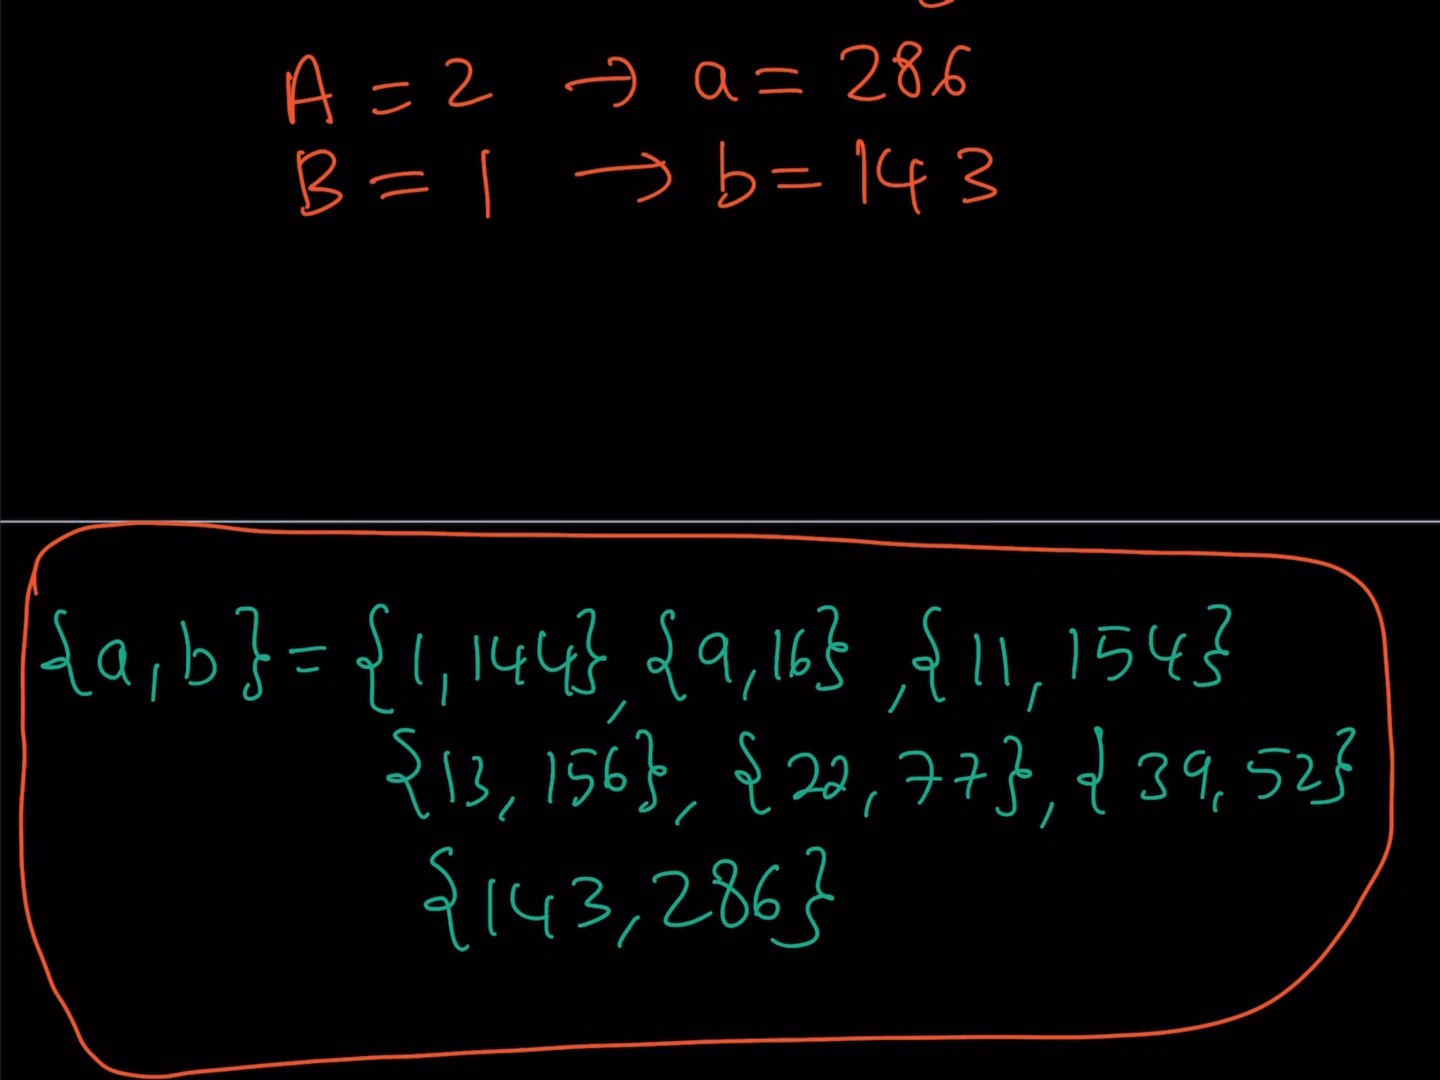 A = 2 → a = 286
B = 1 → b = 143
{a, b} = {1, 144}, {9, 16}, {11, 154}
{13, 156}, {22, 77}, {39, 52}
{143, 286}